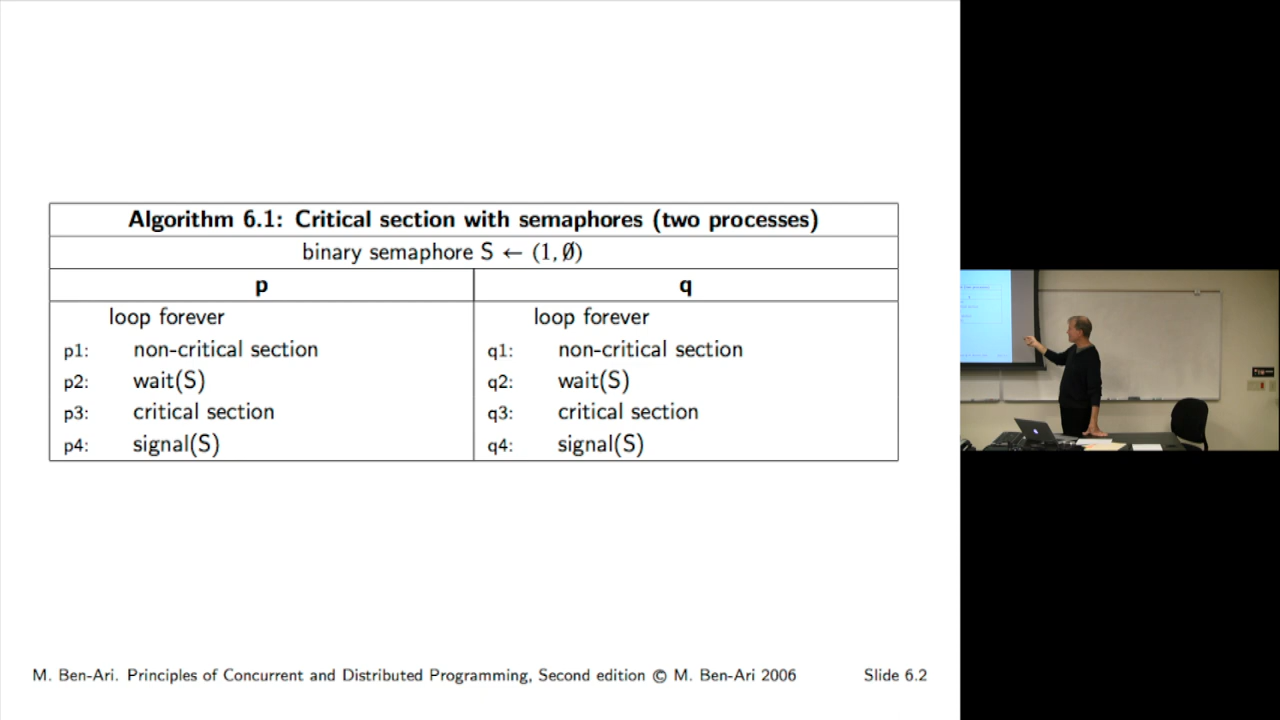 Algorithm 6.1: Critical section with semaphores (two processes)
binary semaphore S ← (1, ∅)
p q
loop forever loop forever
p1: non-critical section q1: non-critical section
p2: wait(S) q2: wait(S)
p3: critical section q3: critical section
p4: signal(S) q4: signal(S)
M. Ben-Ari. Principles of Concurrent and Distributed Programming, Second edition © M. Ben-Ari 2006 Slide 6.2